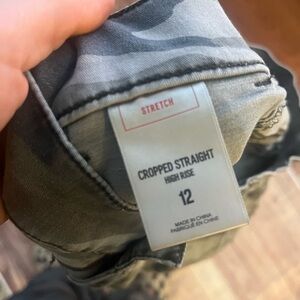 STRETCH
CROPPED STRAIGHT
HIGH RISE
12
MADE IN CHINA
FABRIQUÉ EN CHINE